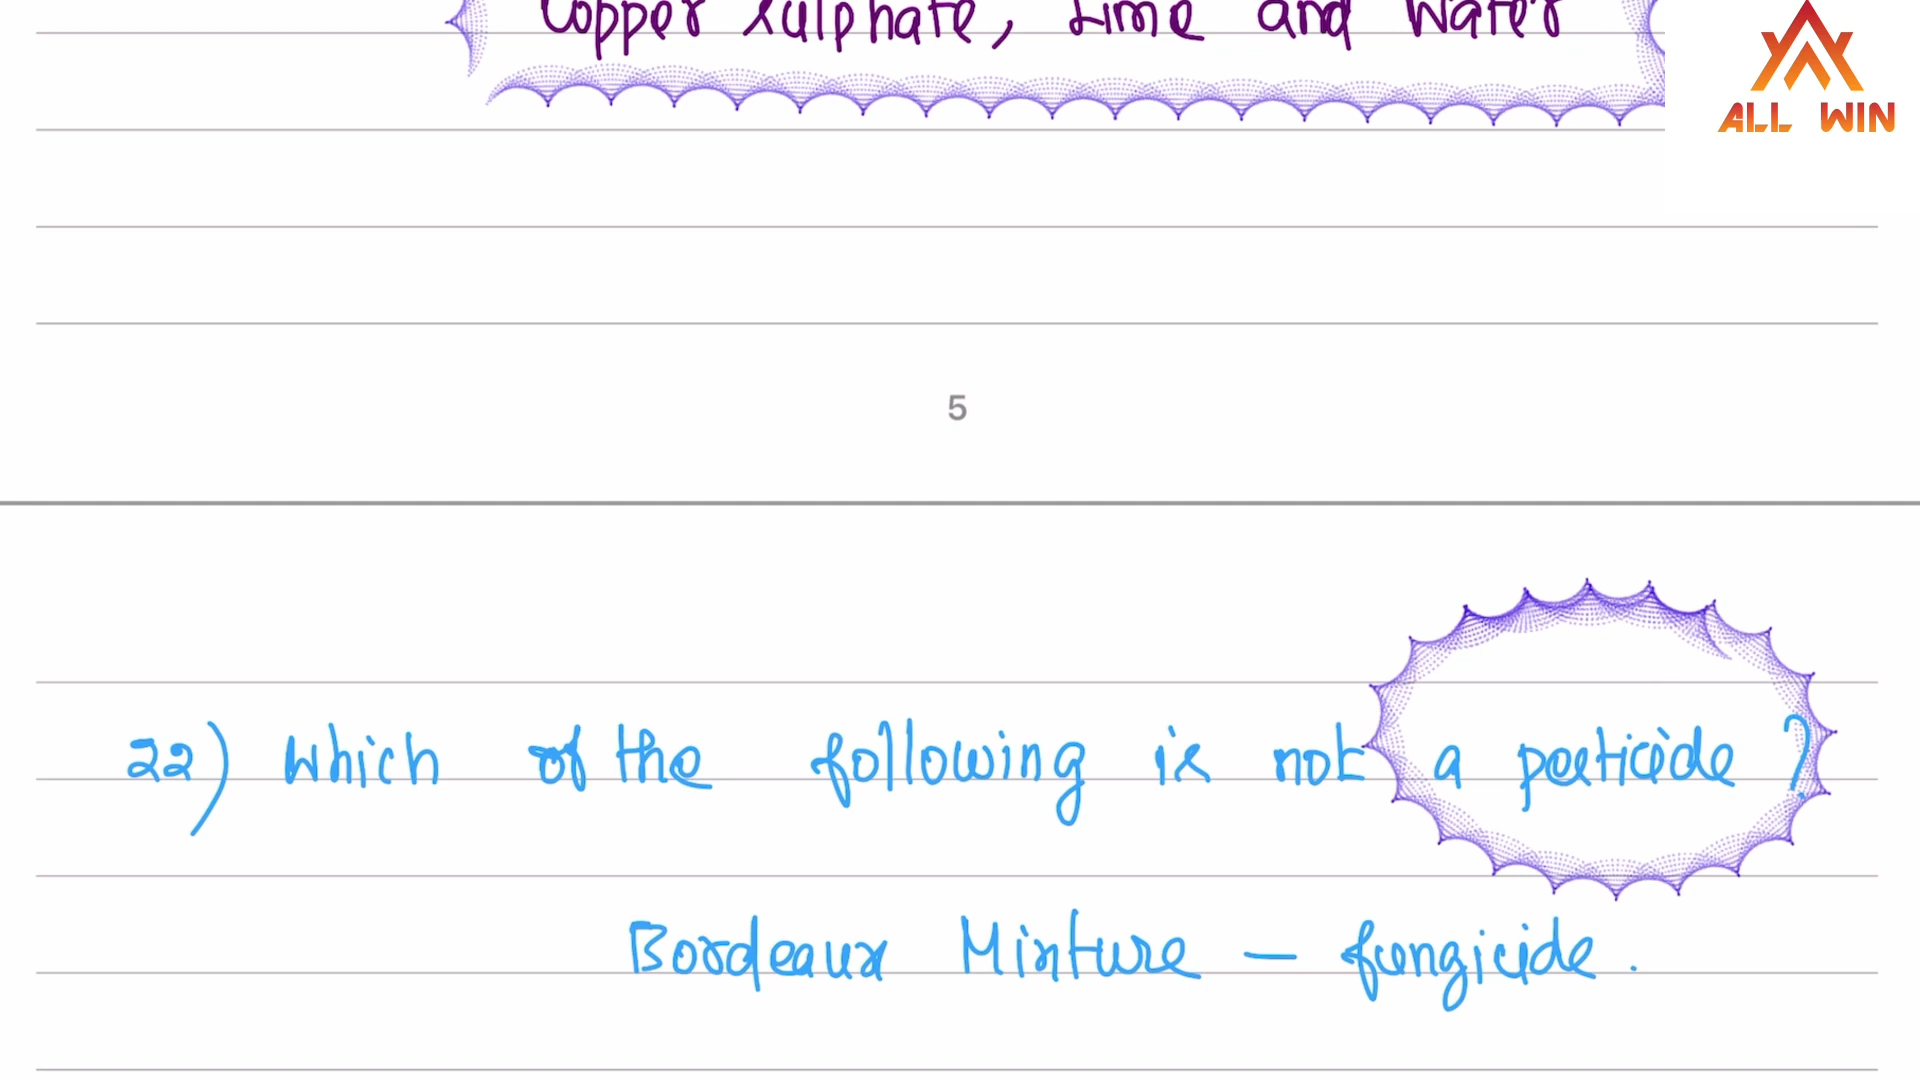 Copper sulphate, Lime and Water
ALL WIN
5
22) Which of the following is not a pesticide ?
Bordeaux Mixture – fungicide.